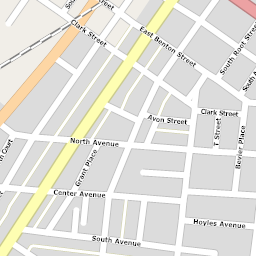 Clark Street
East Benton Street
South Root Street
Clark Street
Avon Street
T Street
North Avenue
Bevier Place
Court
Grant Place
Center Avenue
Hoyles Avenue
South Avenue